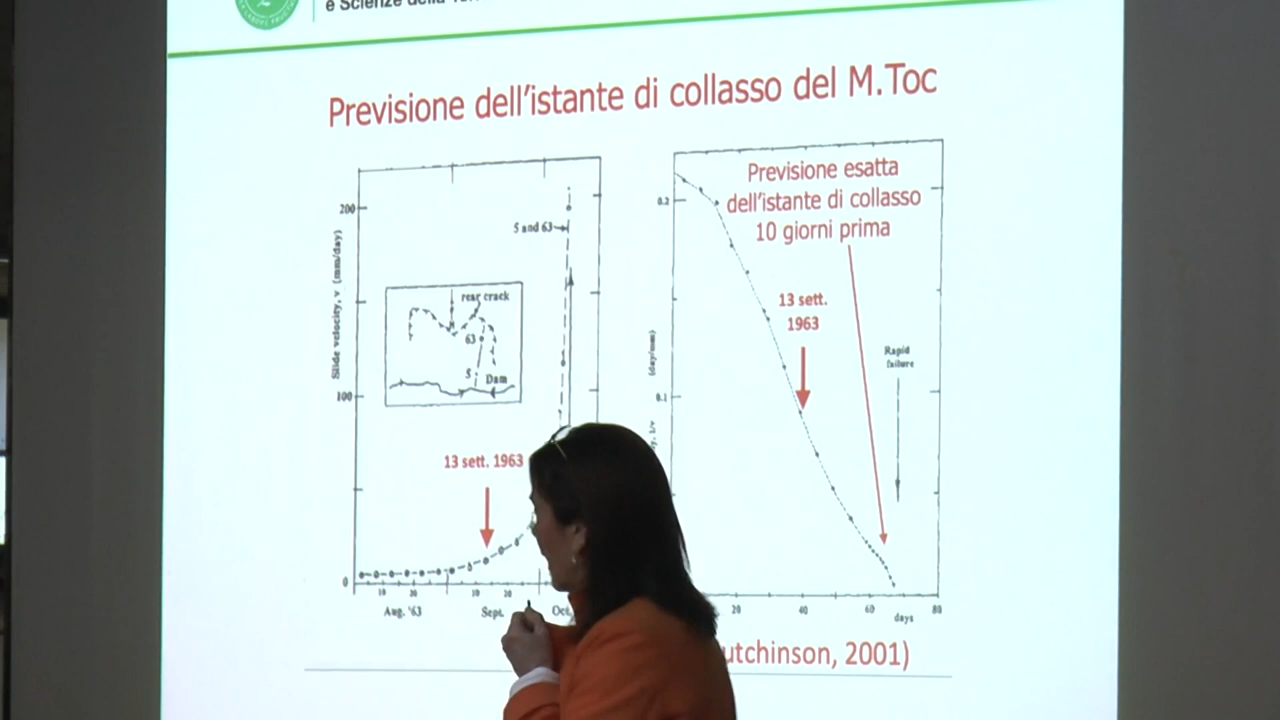 e Scienze della
Previsione dell'istante di collasso del M.Toc
200
100
0
Slide velocity, v (mm/day)
5 and 63
rear crack
63
5
Dam
13 sett. 1963
10
20
10
20
Aug. '63
Sept.
Oct.
Previsione esatta
dell'istante di collasso
10 giorni prima
0.2
0.1
(day/mm)
1/v
13 sett.
1963
Rapid
failure
20
40
60
80
days
utchinson, 2001)